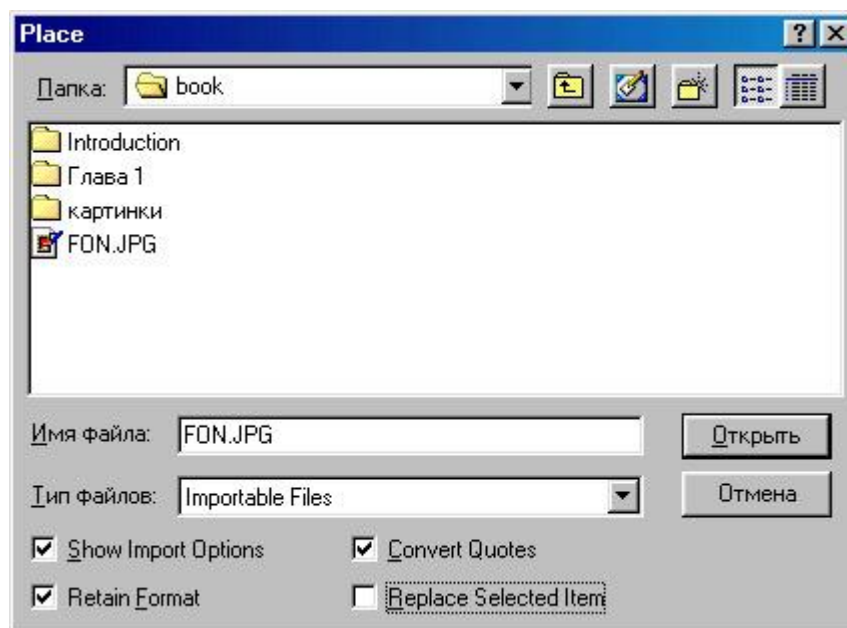 Place
Папка: book
Introduction
Глава 1
картинки
FON.JPG
Имя файла: FON.JPG Открыть
Тип файлов: Importable Files Отмена
Show Import Options Convert Quotes
Retain Format Replace Selected Item